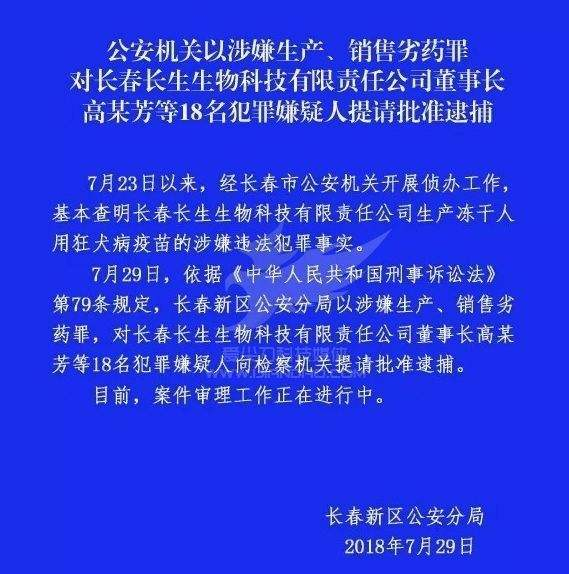 公安机关以涉嫌生产、销售劣药罪
对长春长生生物科技有限责任公司董事长
高某芳等18名犯罪嫌疑人提请批准逮捕
7月23日以来，经长春市公安机关开展侦办工作，
基本查明长春长生生物科技有限责任公司生产冻干人
用狂犬病疫苗的涉嫌违法犯罪事实。
7月29日，依据《中华人民共和国刑事诉讼法》
第79条规定，长春新区公安分局以涉嫌生产、销售劣
药罪，对长春长生生物科技有限责任公司董事长高某
芳等18名犯罪嫌疑人向检察机关提请批准逮捕。
目前，案件审理工作正在进行中。
长春新区公安分局
2018年7月29日